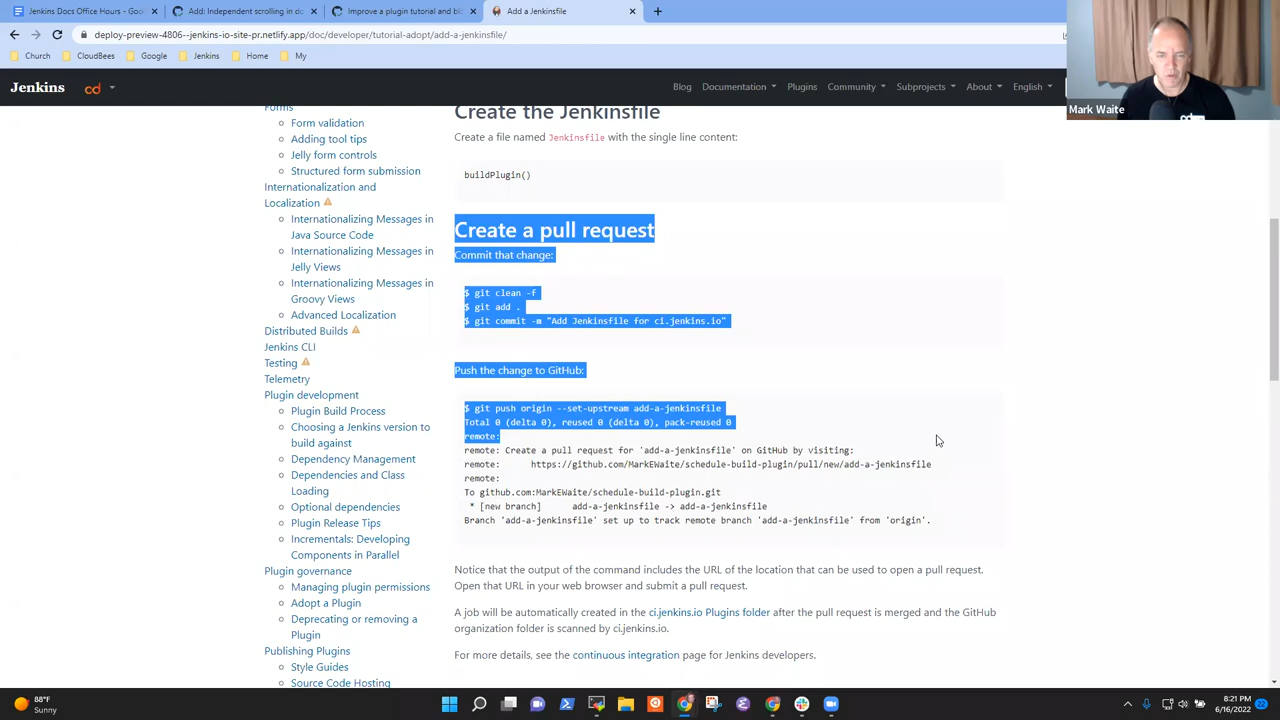 Jenkins Docs Office Hours - Goo
Add: Independent scrolling in do
Improve a plugin tutorial and bl
Add a Jenkinsfile
deploy-preview-4806--jenkins-io-site-pr.netlify.app/doc/developer/tutorial-adopt/add-a-jenkinsfile/
Church
CloudBees
Google
Jenkins
Home
My
Mark Waite
Jenkins
cd
Blog
Documentation
Plugins
Community
Subprojects
About
English
Forms
Form validation
Adding tool tips
Jelly form controls
Structured form submission
Internationalization and
Localization
Internationalizing Messages in
Java Source Code
Internationalizing Messages in
Jelly Views
Internationalizing Messages in
Groovy Views
Advanced Localization
Distributed Builds
Jenkins CLI
Testing
Telemetry
Plugin development
Plugin Build Process
Choosing a Jenkins version to
build against
Dependency Management
Dependencies and Class
Loading
Optional dependencies
Plugin Release Tips
Incrementals: Developing
Components in Parallel
Plugin governance
Managing plugin permissions
Adopt a Plugin
Deprecating or removing a
Plugin
Publishing Plugins
Style Guides
Source Code Hosting
Create the Jenkinsfile
Create a file named Jenkinsfile with the single line content:
buildPlugin()
Create a pull request
Commit that change:
$ git clean -f
$ git add .
$ git commit -m "Add Jenkinsfile for ci.jenkins.io"
Push the change to GitHub:
$ git push origin --set-upstream add-a-jenkinsfile
Total 0 (delta 0), reused 0 (delta 0), pack-reused 0
remote:
remote: Create a pull request for 'add-a-jenkinsfile' on GitHub by visiting:
remote:      https://github.com/MarkEWaite/schedule-build-plugin/pull/new/add-a-jenkinsfile
remote:
To github.com:MarkEWaite/schedule-build-plugin.git
* [new branch]      add-a-jenkinsfile -> add-a-jenkinsfile
Branch 'add-a-jenkinsfile' set up to track remote branch 'add-a-jenkinsfile' from 'origin'.
Notice that the output of the command includes the URL of the location that can be used to open a pull request.
Open that URL in your web browser and submit a pull request.
A job will be automatically created in the ci.jenkins.io Plugins folder after the pull request is merged and the GitHub
organization folder is scanned by ci.jenkins.io.
For more details, see the continuous integration page for Jenkins developers.
88°F
Sunny
8:21 PM
6/16/2022
22